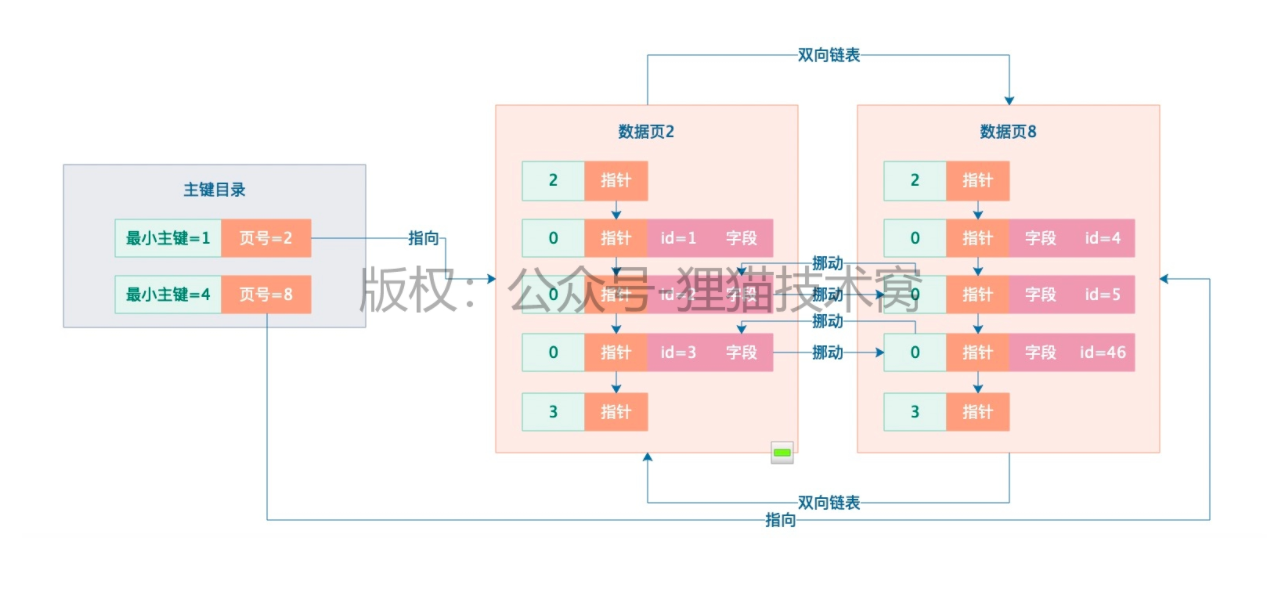 双向链表
数据页2
数据页8
2 指针
2 指针
主键目录
最小主键=1 页号=2
指向
0 指针 id=1 字段
0 指针 字段 id=4
挪动
最小主键=4 页号=8
0 指针 id=2 字段
挪动
0 指针 字段 id=5
版权：公众号-狸猫技术窝
挪动
0 指针 id=3 字段
挪动
0 指针 字段 id=46
3 指针
3 指针
双向链表
指向